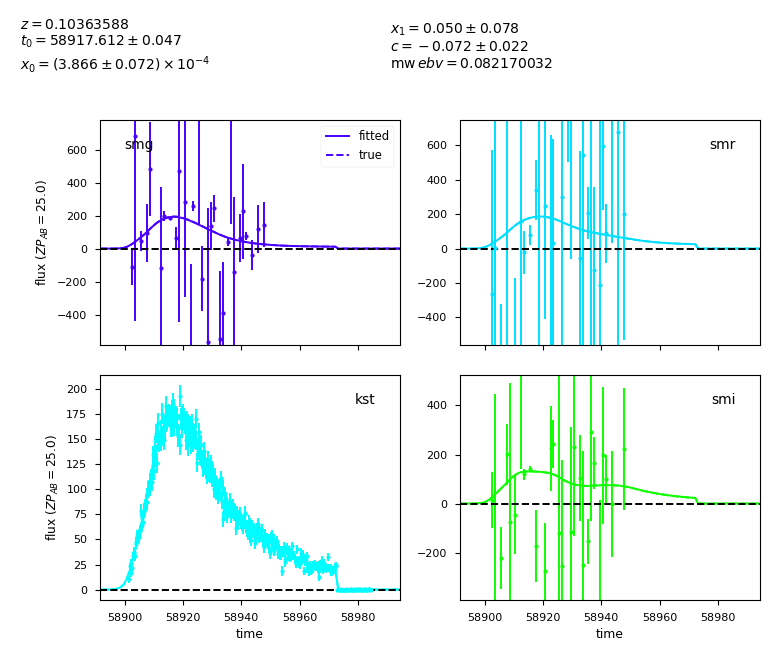 z = 0.10363588
t₀ = 58917.612 ± 0.047
x₀ = (3.866 ± 0.072) × 10⁻⁴
x₁ = 0.050 ± 0.078
c = −0.072 ± 0.022
mw ebv = 0.082170032
smg
fitted
true
flux (ZP_AB = 25.0)
600
400
200
0
−200
−400
smr
600
400
200
0
−200
−400
kst
flux (ZP_AB = 25.0)
200
175
150
125
100
75
50
25
0
58900 58920 58940 58960 58980
time
smi
400
200
0
−200
58900 58920 58940 58960 58980
time